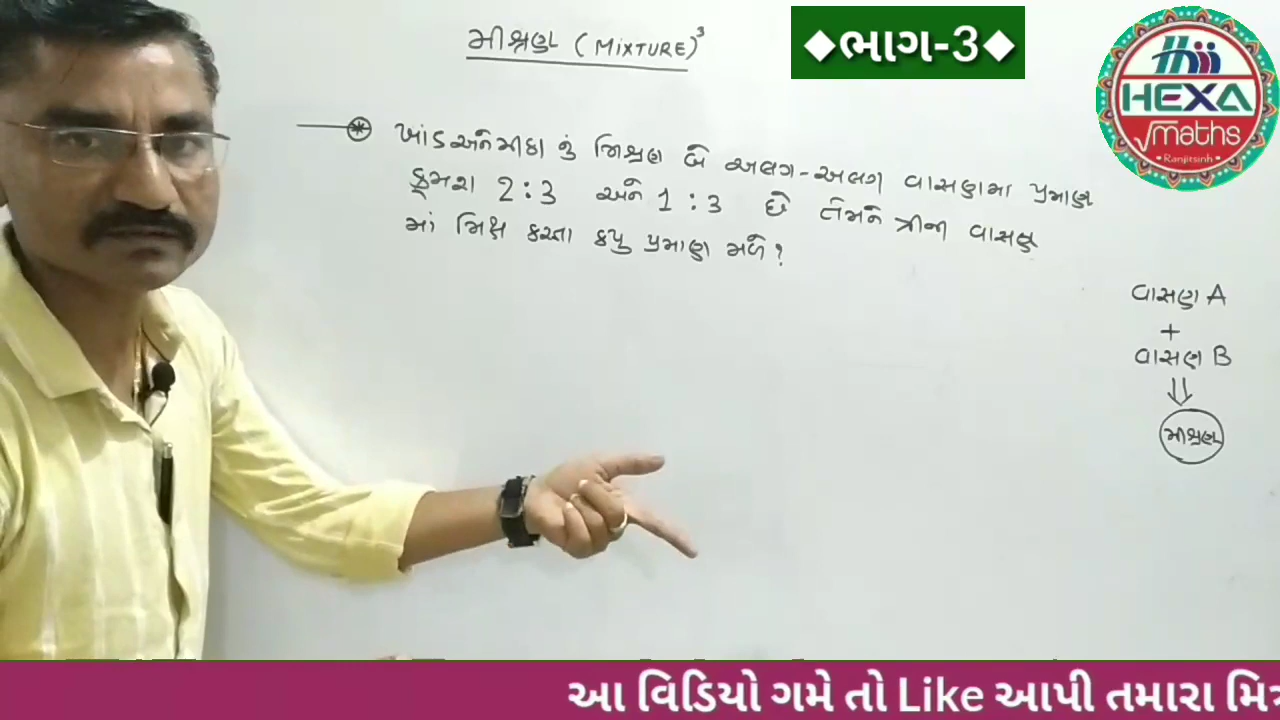 મીશ્રણ (MIXTURE)³
◆ભાગ-3◆
HEXA
√maths
• Ranjitsinh •
ખાંડ અને મીઠા નું મિશ્રણ બે અલગ-અલગ વાસણમા પ્રમાણ
ક્રમશ 2:3 અને 1:3 છે તેમને ત્રીજા વાસણ
માં મિક્ષ કરતા કયુ પ્રમાણ મળે?
વાસણ A
+
વાસણ B
⇓
મીશ્રણ
આ વિડિયો ગમે તો Like આપી તમારા મિત્ર